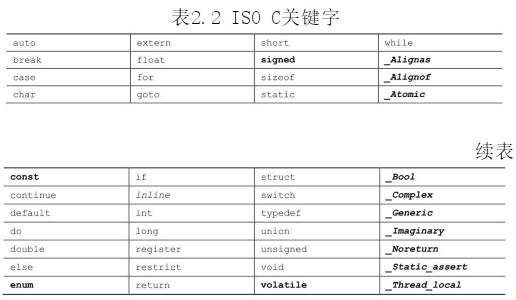 表2.2 ISO C关键字
auto extern short while
break float signed _Alignas
case for sizeof _Alignof
char goto static _Atomic
续表
const if struct _Bool
continue inline switch _Complex
default int typedef _Generic
do long union _Imaginary
double register unsigned _Noreturn
else restrict void _Static_assert
enum return volatile _Thread_local